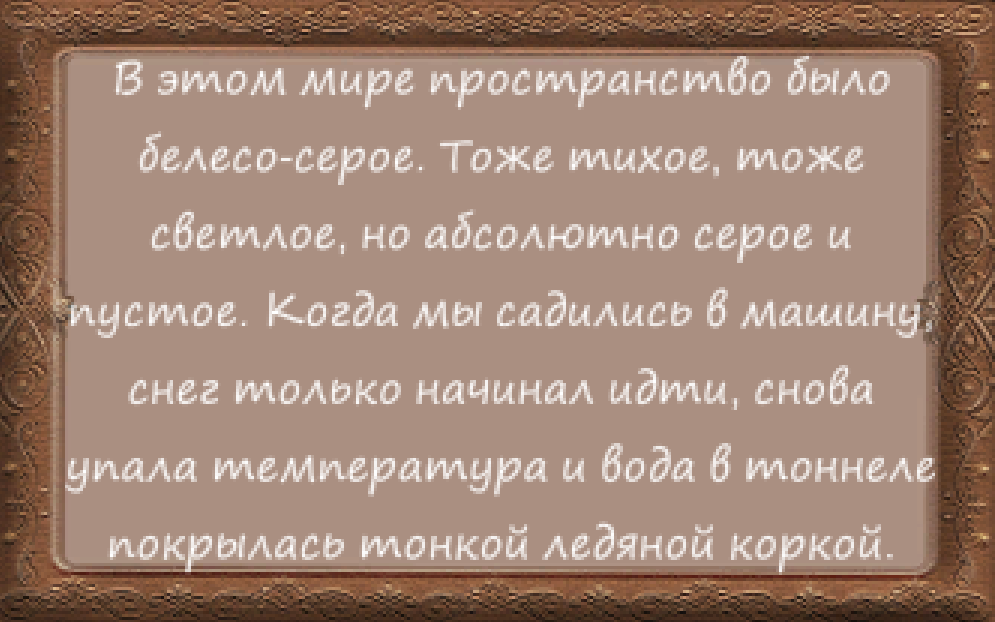 В этом мире пространство было
белесо-серое. Тоже тихое, тоже
светлое, но абсолютно серое и
пустое. Когда мы садились в машину,
снег только начинал идти, снова
упала температура и вода в тоннеле
покрылась тонкой ледяной коркой.